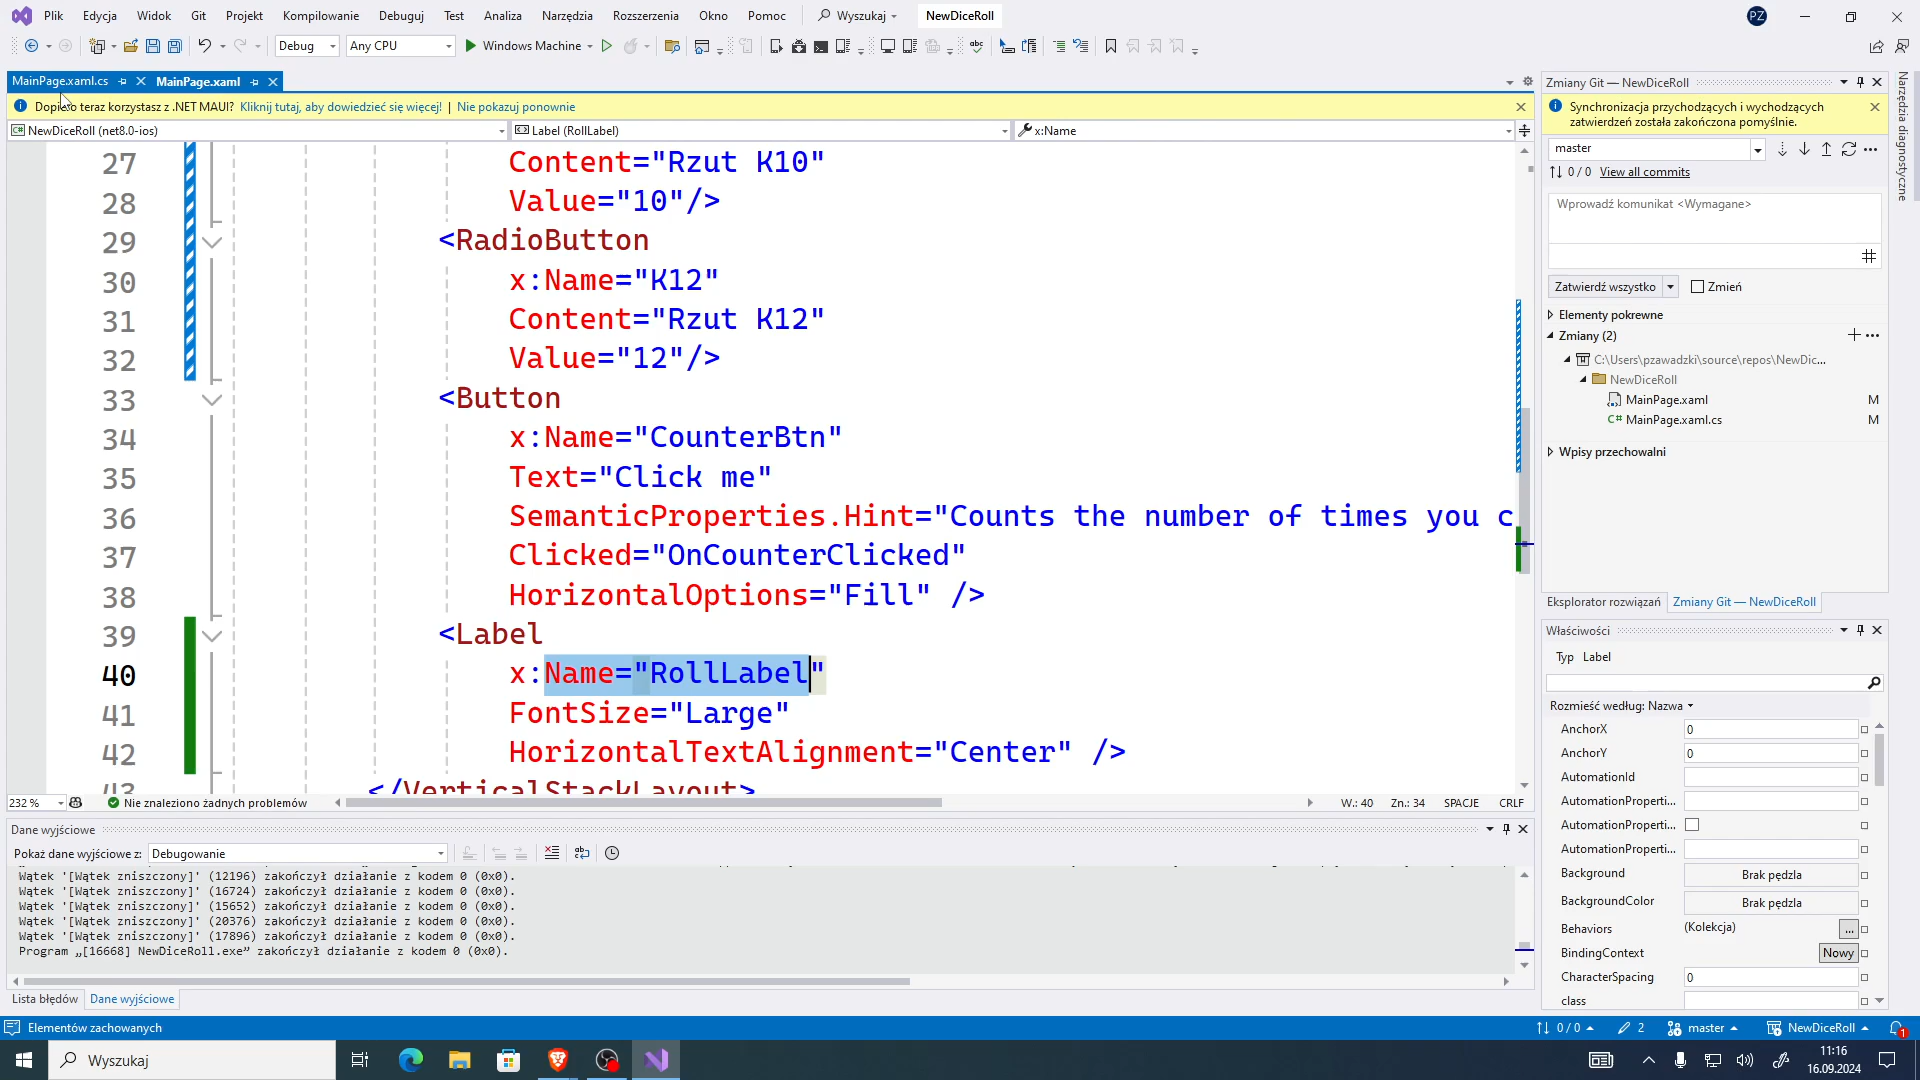 Plik Edycja Widok Git Projekt Kompilowanie Debuguj Test Analiza Narzędzia Rozszerzenia Okno Pomoc Wyszukaj NewDiceRoll PZ
Debug Any CPU Windows Machine
MainPage.xaml.cs MainPage.xaml
teraz korzystasz z .NET MAUI? Kliknij tutaj, aby dowiedzieć się więcej! | Nie pokazuj ponownie
NewDiceRoll (net8.0-ios) Label (RollLabel) x:Name
27 Content="Rzut K10"
28 Value="10"/>
29 <RadioButton
30 x:Name="K12"
31 Content="Rzut K12"
32 Value="12"/>
33 <Button
34 x:Name="CounterBtn"
35 Text="Click me"
36 SemanticProperties.Hint="Counts the number of times you c
37 Clicked="OnCounterClicked"
38 HorizontalOptions="Fill" />
39 <Label
40 x:Name="RollLabel"
41 FontSize="Large"
42 HorizontalTextAlignment="Center" />
43 </VerticalStackLayout>
232 % Nie znaleziono żadnych problemów W.: 40 Zn.: 34 SPACJE CRLF
Dane wyjściowe
Pokaż dane wyjściowe z: Debugowanie
Wątek '[Wątek zniszczony]' (12196) zakończył działanie z kodem 0 (0x0).
Wątek '[Wątek zniszczony]' (16724) zakończył działanie z kodem 0 (0x0).
Wątek '[Wątek zniszczony]' (15652) zakończył działanie z kodem 0 (0x0).
Wątek '[Wątek zniszczony]' (20376) zakończył działanie z kodem 0 (0x0).
Wątek '[Wątek zniszczony]' (17896) zakończył działanie z kodem 0 (0x0).
Program „[16668] NewDiceRoll.exe” zakończył działanie z kodem 0 (0x0).
Lista błędów Dane wyjściowe
Zmiany Git — NewDiceRoll
Synchronizacja przychodzących i wychodzących
zatwierdzeń została zakończona pomyślnie.
master
0 / 0 View all commits
Wprowadź komunikat <Wymagane>
Zatwierdź wszystko Zmień
Elementy pokrewne
Zmiany (2)
C:\Users\pzawadzki\source\repos\NewDic...
NewDiceRoll
MainPage.xaml M
C# MainPage.xaml.cs M
Wpisy przechowalni
Eksplorator rozwiązań Zmiany Git — NewDiceRoll
Właściwości
Typ Label
Rozmieść według: Nazwa
AnchorX 0
AnchorY 0
AutomationId
AutomationProperti...
AutomationProperti...
AutomationProperti...
Background Brak pędzla
BackgroundColor Brak pędzla
Behaviors (Kolekcja) ...
BindingContext Nowy
CharacterSpacing 0
class
Narzędzia diagnostyczne
Elementów zachowanych 0 / 0 2 master NewDiceRoll 1
Wyszukaj 11:16
16.09.2024